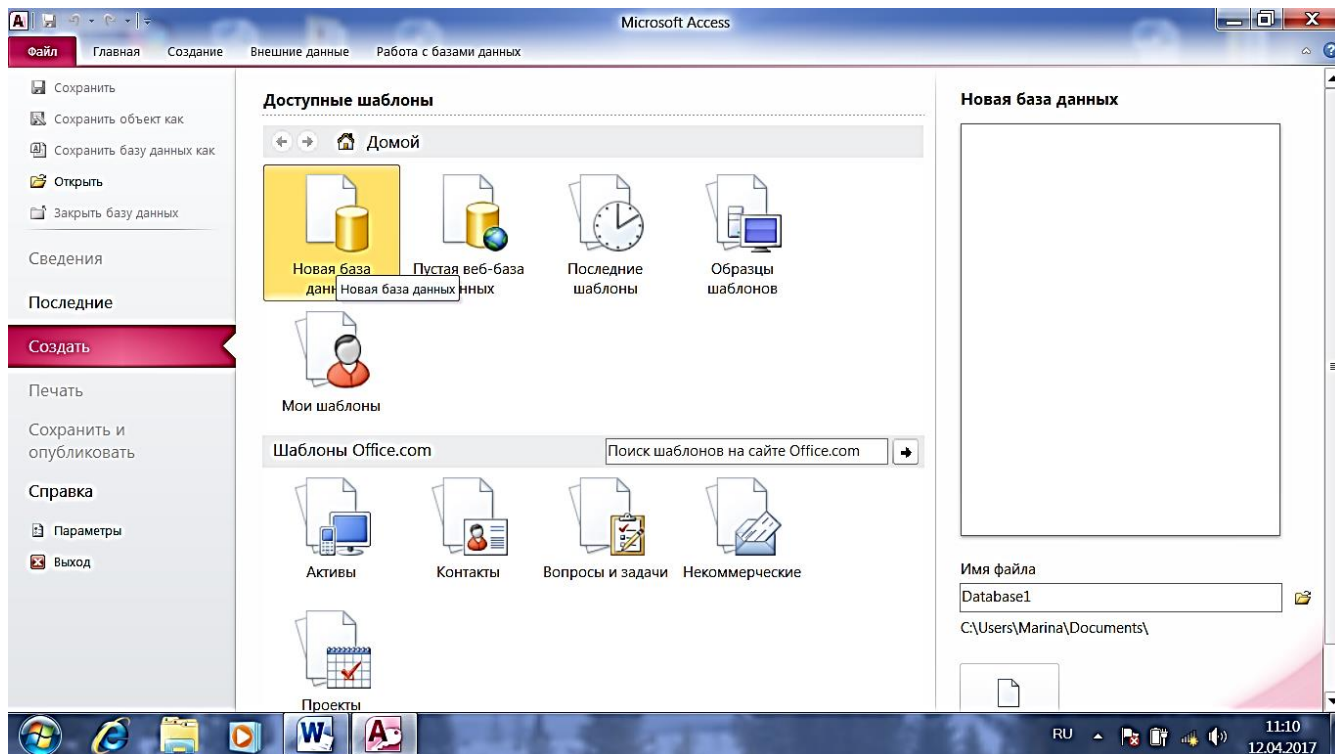 Microsoft Access
Файл Главная Создание Внешние данные Работа с базами данных
Сохранить
Сохранить объект как
Сохранить базу данных как
Открыть
Закрыть базу данных
Сведения
Последние
Создать
Печать
Сохранить и
опубликовать
Справка
Параметры
Выход
Доступные шаблоны
Домой
Новая база
данн
Новая база данных
Пустая веб-база
нных
Последние
шаблоны
Образцы
шаблонов
Мои шаблоны
Шаблоны Office.com
Поиск шаблонов на сайте Office.com
Активы
Контакты
Вопросы и задачи
Некоммерческие
Проекты
Новая база данных
Имя файла
Database1
C:\Users\Marina\Documents\
RU
11:10
12.04.2017